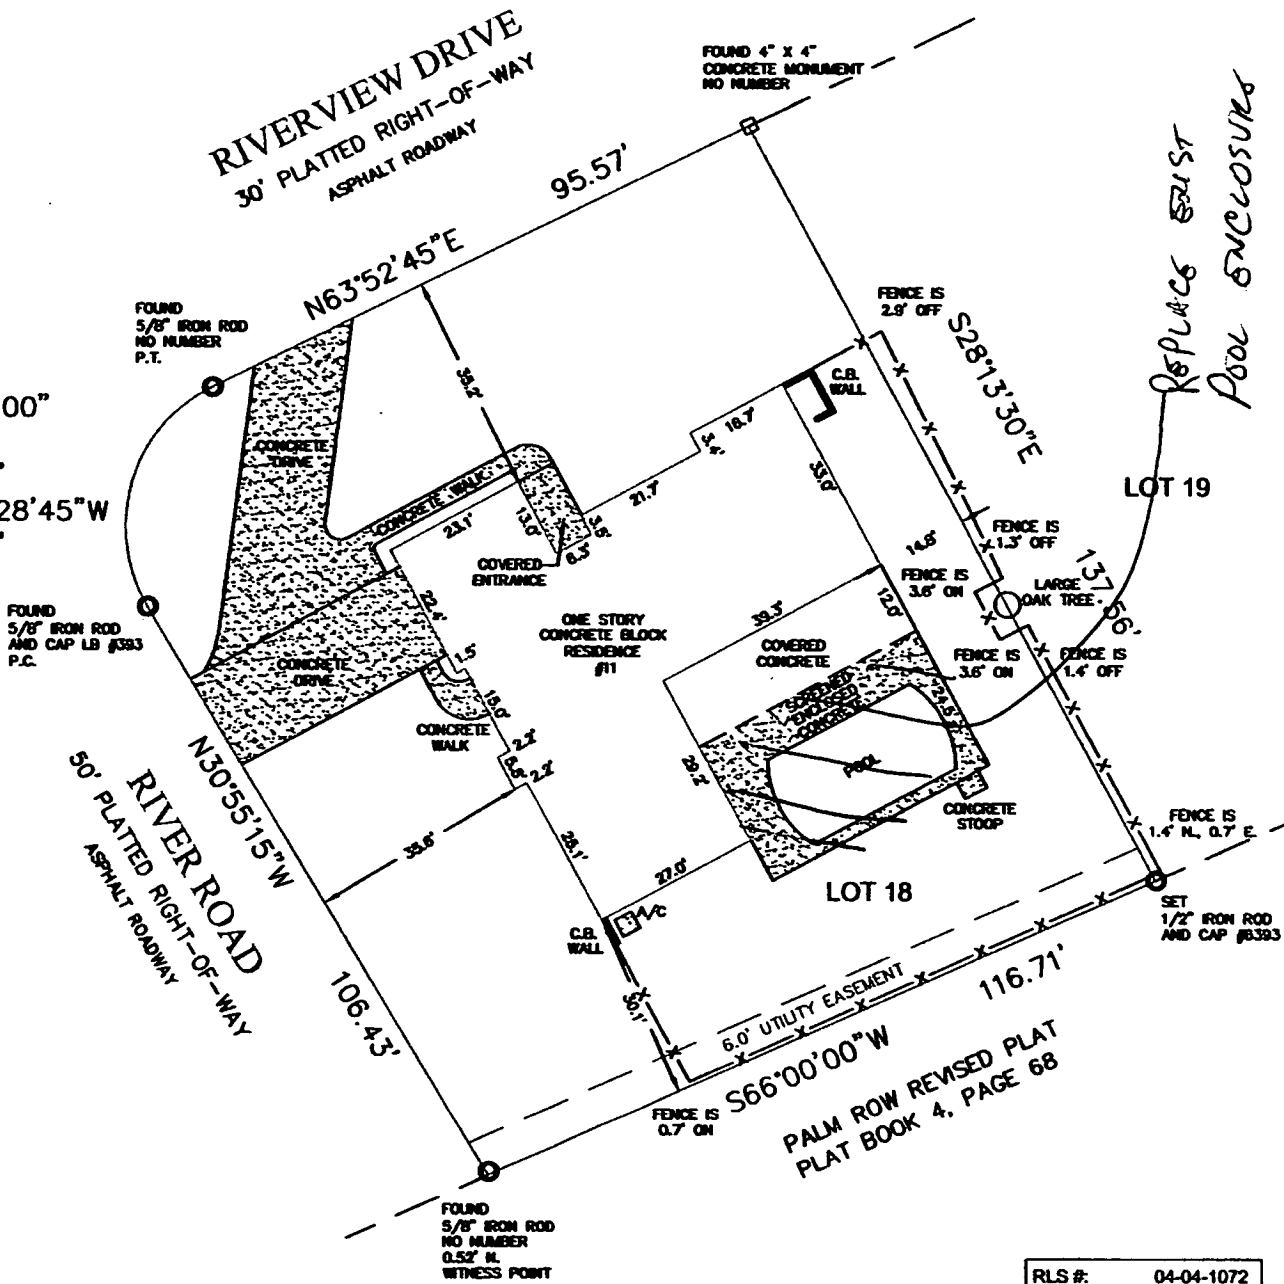 RIVERVIEW DRIVE
30' PLATTED RIGHT-OF-WAY
ASPHALT ROADWAY
FOUND 4" X 4"
CONCRETE MONUMENT
NO NUMBER
95.57'
N63°52'45"E
REPLACE EXIST
POOL ENCLOSURE
FOUND
5/8" IRON ROD
NO NUMBER
P.T.
00"
28'45"W
FOUND
5/8" IRON ROD
AND CAP LB #393
P.C.
CONCRETE
DRIVE
CONCRETE WALK
35.2'
23.1'
13.0'
COVERED
ENTRANCE
6.3'
3.5'
21.7'
3.4'
16.7'
C.B.
WALL
FENCE IS
2.9' OFF
S28°13'30"E
33.0'
LOT 19
14.8'
FENCE IS
1.3' OFF
FENCE IS
3.6' ON
LARGE
OAK TREE
137.56'
FENCE IS
3.6' ON
FENCE IS
1.4' OFF
22.4'
1.5'
ONE STORY
CONCRETE BLOCK
RESIDENCE
#11
39.3'
12.0'
COVERED
CONCRETE
SCREENED
ENCLOSED
CONCRETE
24.5'
POOL
29.2'
CONCRETE
STOOP
CONCRETE
DRIVE
CONCRETE
WALK
15.0'
2.2'
5.5'
2.2'
N30°55'15"W
RIVER ROAD
50' PLATTED RIGHT-OF-WAY
ASPHALT ROADWAY
35.6'
28.1'
27.0'
LOT 18
A/C
C.B.
WALL
30.1'
FENCE IS
1.4' N., 0.7' E.
SET
1/2" IRON ROD
AND CAP #8393
106.43'
6.0' UTILITY EASEMENT
116.71'
S66°00'00"W
FENCE IS
0.7' ON
PALM ROW REVISED PLAT
PLAT BOOK 4, PAGE 68
FOUND
5/8" IRON ROD
NO NUMBER
0.52' N.
WITNESS POINT
RLS #: 04-04-1072